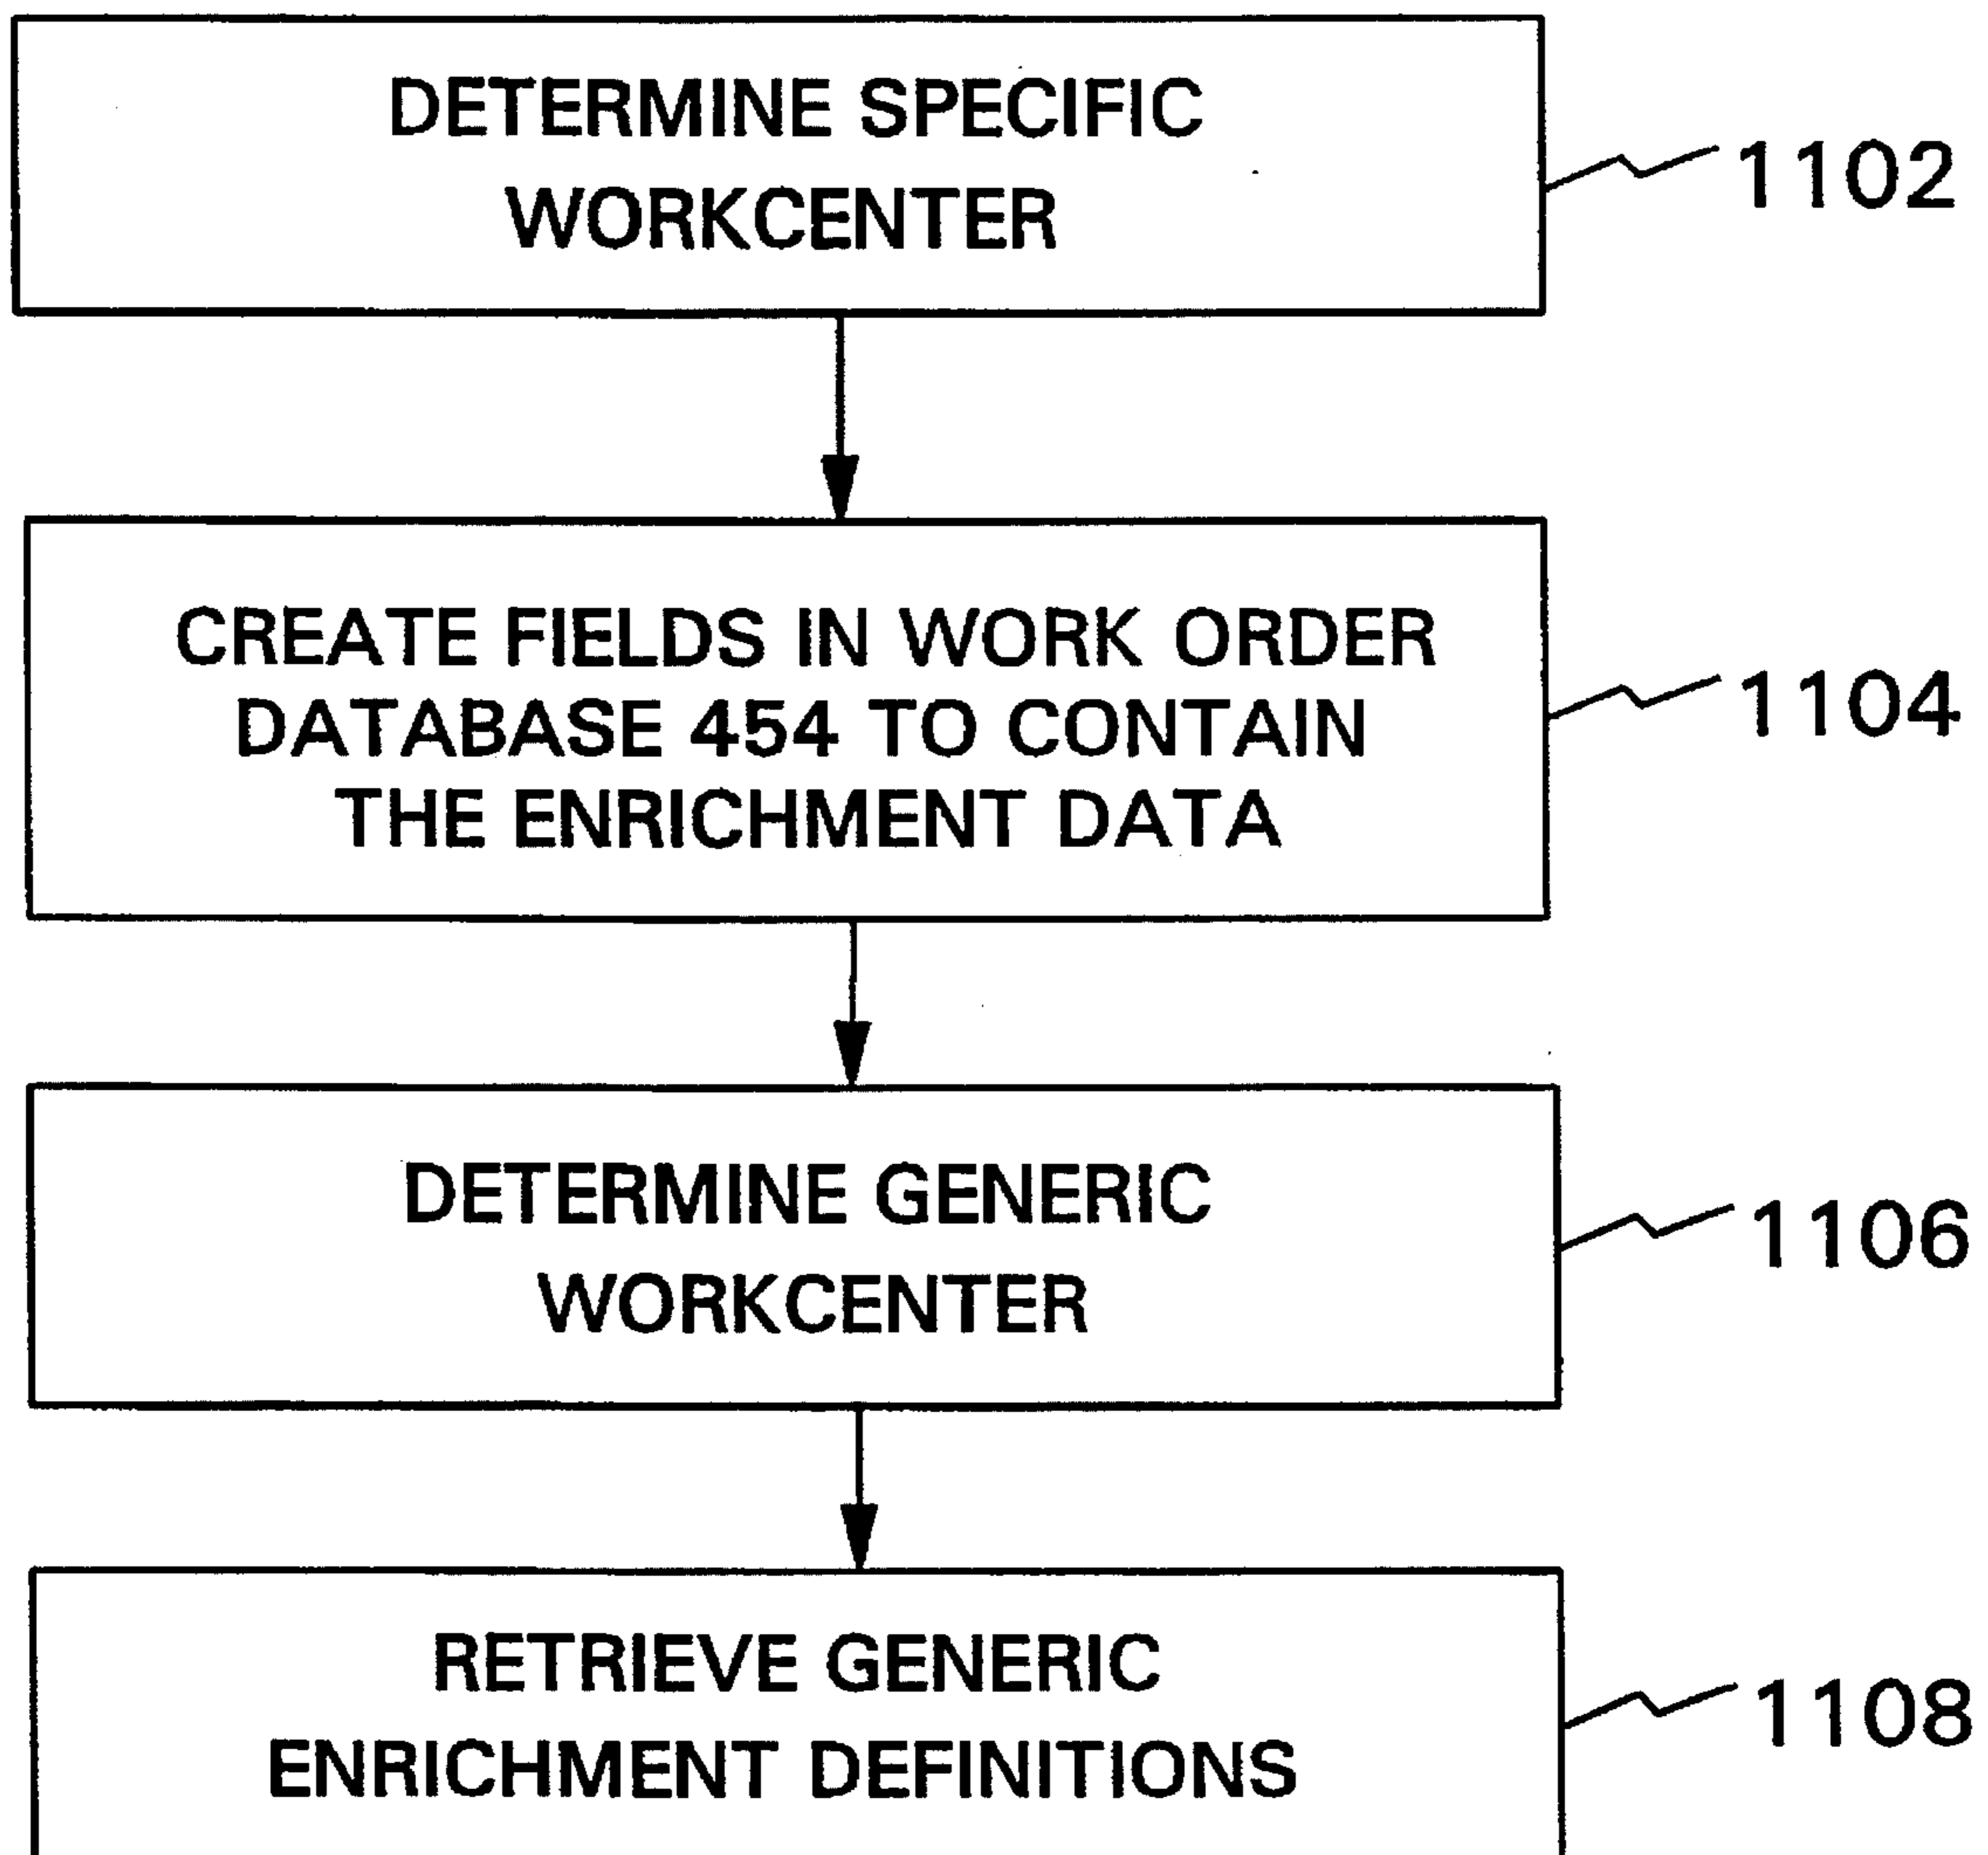 DETERMINE SPECIFIC
WORKCENTER
1102
CREATE FIELDS IN WORK ORDER
DATABASE 454 TO CONTAIN
THE ENRICHMENT DATA
1104
DETERMINE GENERIC
WORKCENTER
1106
RETRIEVE GENERIC
ENRICHMENT DEFINITIONS
1108